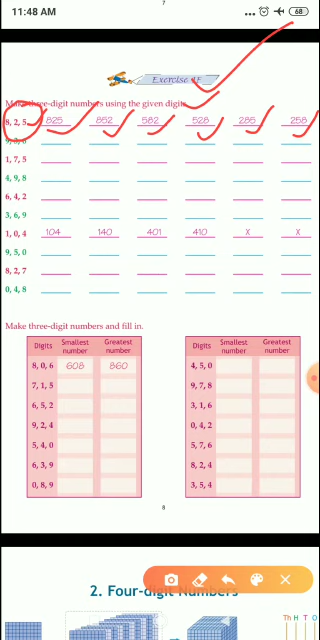 7
11:48 AM ... 68
Exercise 1F
Make three-digit numbers using the given digits.
8, 2, 5 825 852 582 528 285 258
9, 3, 6
1, 7, 5
4, 9, 8
6, 4, 2
3, 6, 9
1, 0, 4 104 140 401 410 X X
9, 5, 0
8, 2, 7
0, 4, 8
Make three-digit numbers and fill in.
Digits Smallest number Greatest number
8, 0, 6 608 860
7, 1, 5
6, 5, 2
9, 2, 4
5, 4, 0
6, 3, 9
0, 8, 9
Digits Smallest number Greatest number
4, 5, 0
9, 7, 8
3, 1, 6
0, 4, 2
5, 7, 6
8, 2, 4
3, 5, 4
8
2. Four-digit Numbers
Th H T O